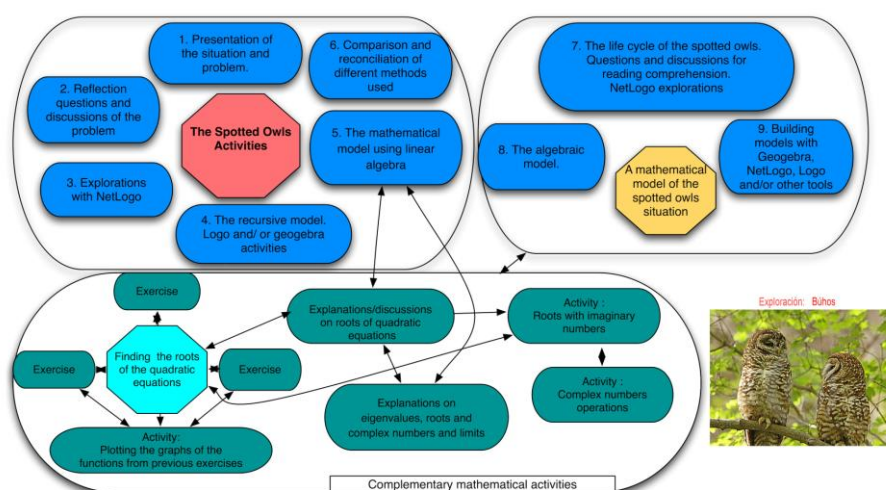 1. Presentation of
the situation and
problem.
6. Comparison and
reconciliation of
different methods
used
2. Reflection
questions and
discussions of the
problem
The Spotted Owls
Activities
5. The mathematical
model using linear
algebra
3. Explorations
with NetLogo
4. The recursive model.
Logo and/ or geogebra
activities
7. The life cycle of the spotted owls.
Questions and discussions for
reading comprehension.
NetLogo explorations
8. The algebraic
model.
9. Building
models with
Geogebra,
NetLogo, Logo
and/or other tools
A mathematical
model of the
spotted owls
situation
Exercise
Explanations/discussions
on roots of quadratic
equations
Activity :
Roots with imaginary
numbers
Exercise
Finding the roots
of the quadratic
equations
Exercise
Activity :
Complex numbers
operations
Explanations on
eigenvalues, roots and
complex numbers and limits
Activity:
Plotting the graphs of the
functions from previous exercises
Complementary mathematical activities
Exploración: Búhos